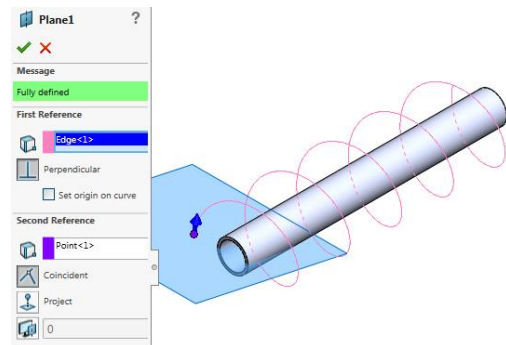 Plane1 ?
Message
Fully defined
First Reference
Edge<1>
Perpendicular
Set origin on curve
Second Reference
Point<1>
Coincident
Project
0